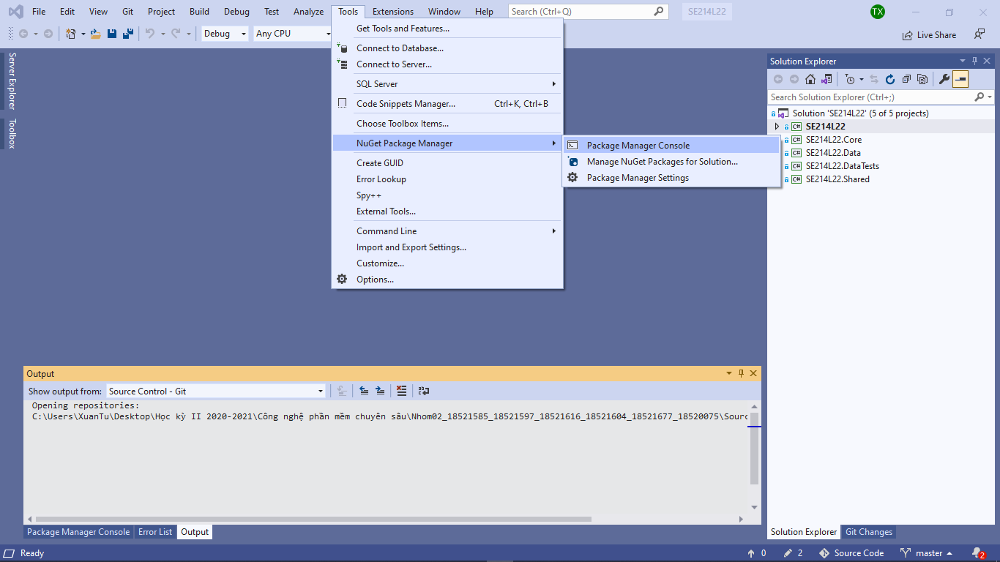 File Edit View Git Project Build Debug Test Analyze Tools Extensions Window Help Search (Ctrl+Q) SE214L22 TX
Debug Any CPU Live Share
Server Explorer
Toolbox
Get Tools and Features...
Connect to Database...
Connect to Server...
SQL Server
Code Snippets Manager... Ctrl+K, Ctrl+B
Choose Toolbox Items...
NuGet Package Manager
Create GUID
Error Lookup
Spy++
External Tools...
Command Line
Import and Export Settings...
Customize...
Options...
Package Manager Console
Manage NuGet Packages for Solution...
Package Manager Settings
Solution Explorer
Search Solution Explorer (Ctrl+;)
Solution 'SE214L22' (5 of 5 projects)
C# SE214L22
C# SE214L22.Core
C# SE214L22.Data
C# SE214L22.DataTests
C# SE214L22.Shared
Output
Show output from: Source Control - Git
Opening repositories:
C:\Users\XuanTu\Desktop\Học kỳ II 2020-2021\Công nghệ phần mềm chuyên sâu\Nhom02_18521585_18521597_18521616_18521604_18521677_18520075\Sourc
Package Manager Console Error List Output
Solution Explorer Git Changes
Ready 0 2 Source Code master 2